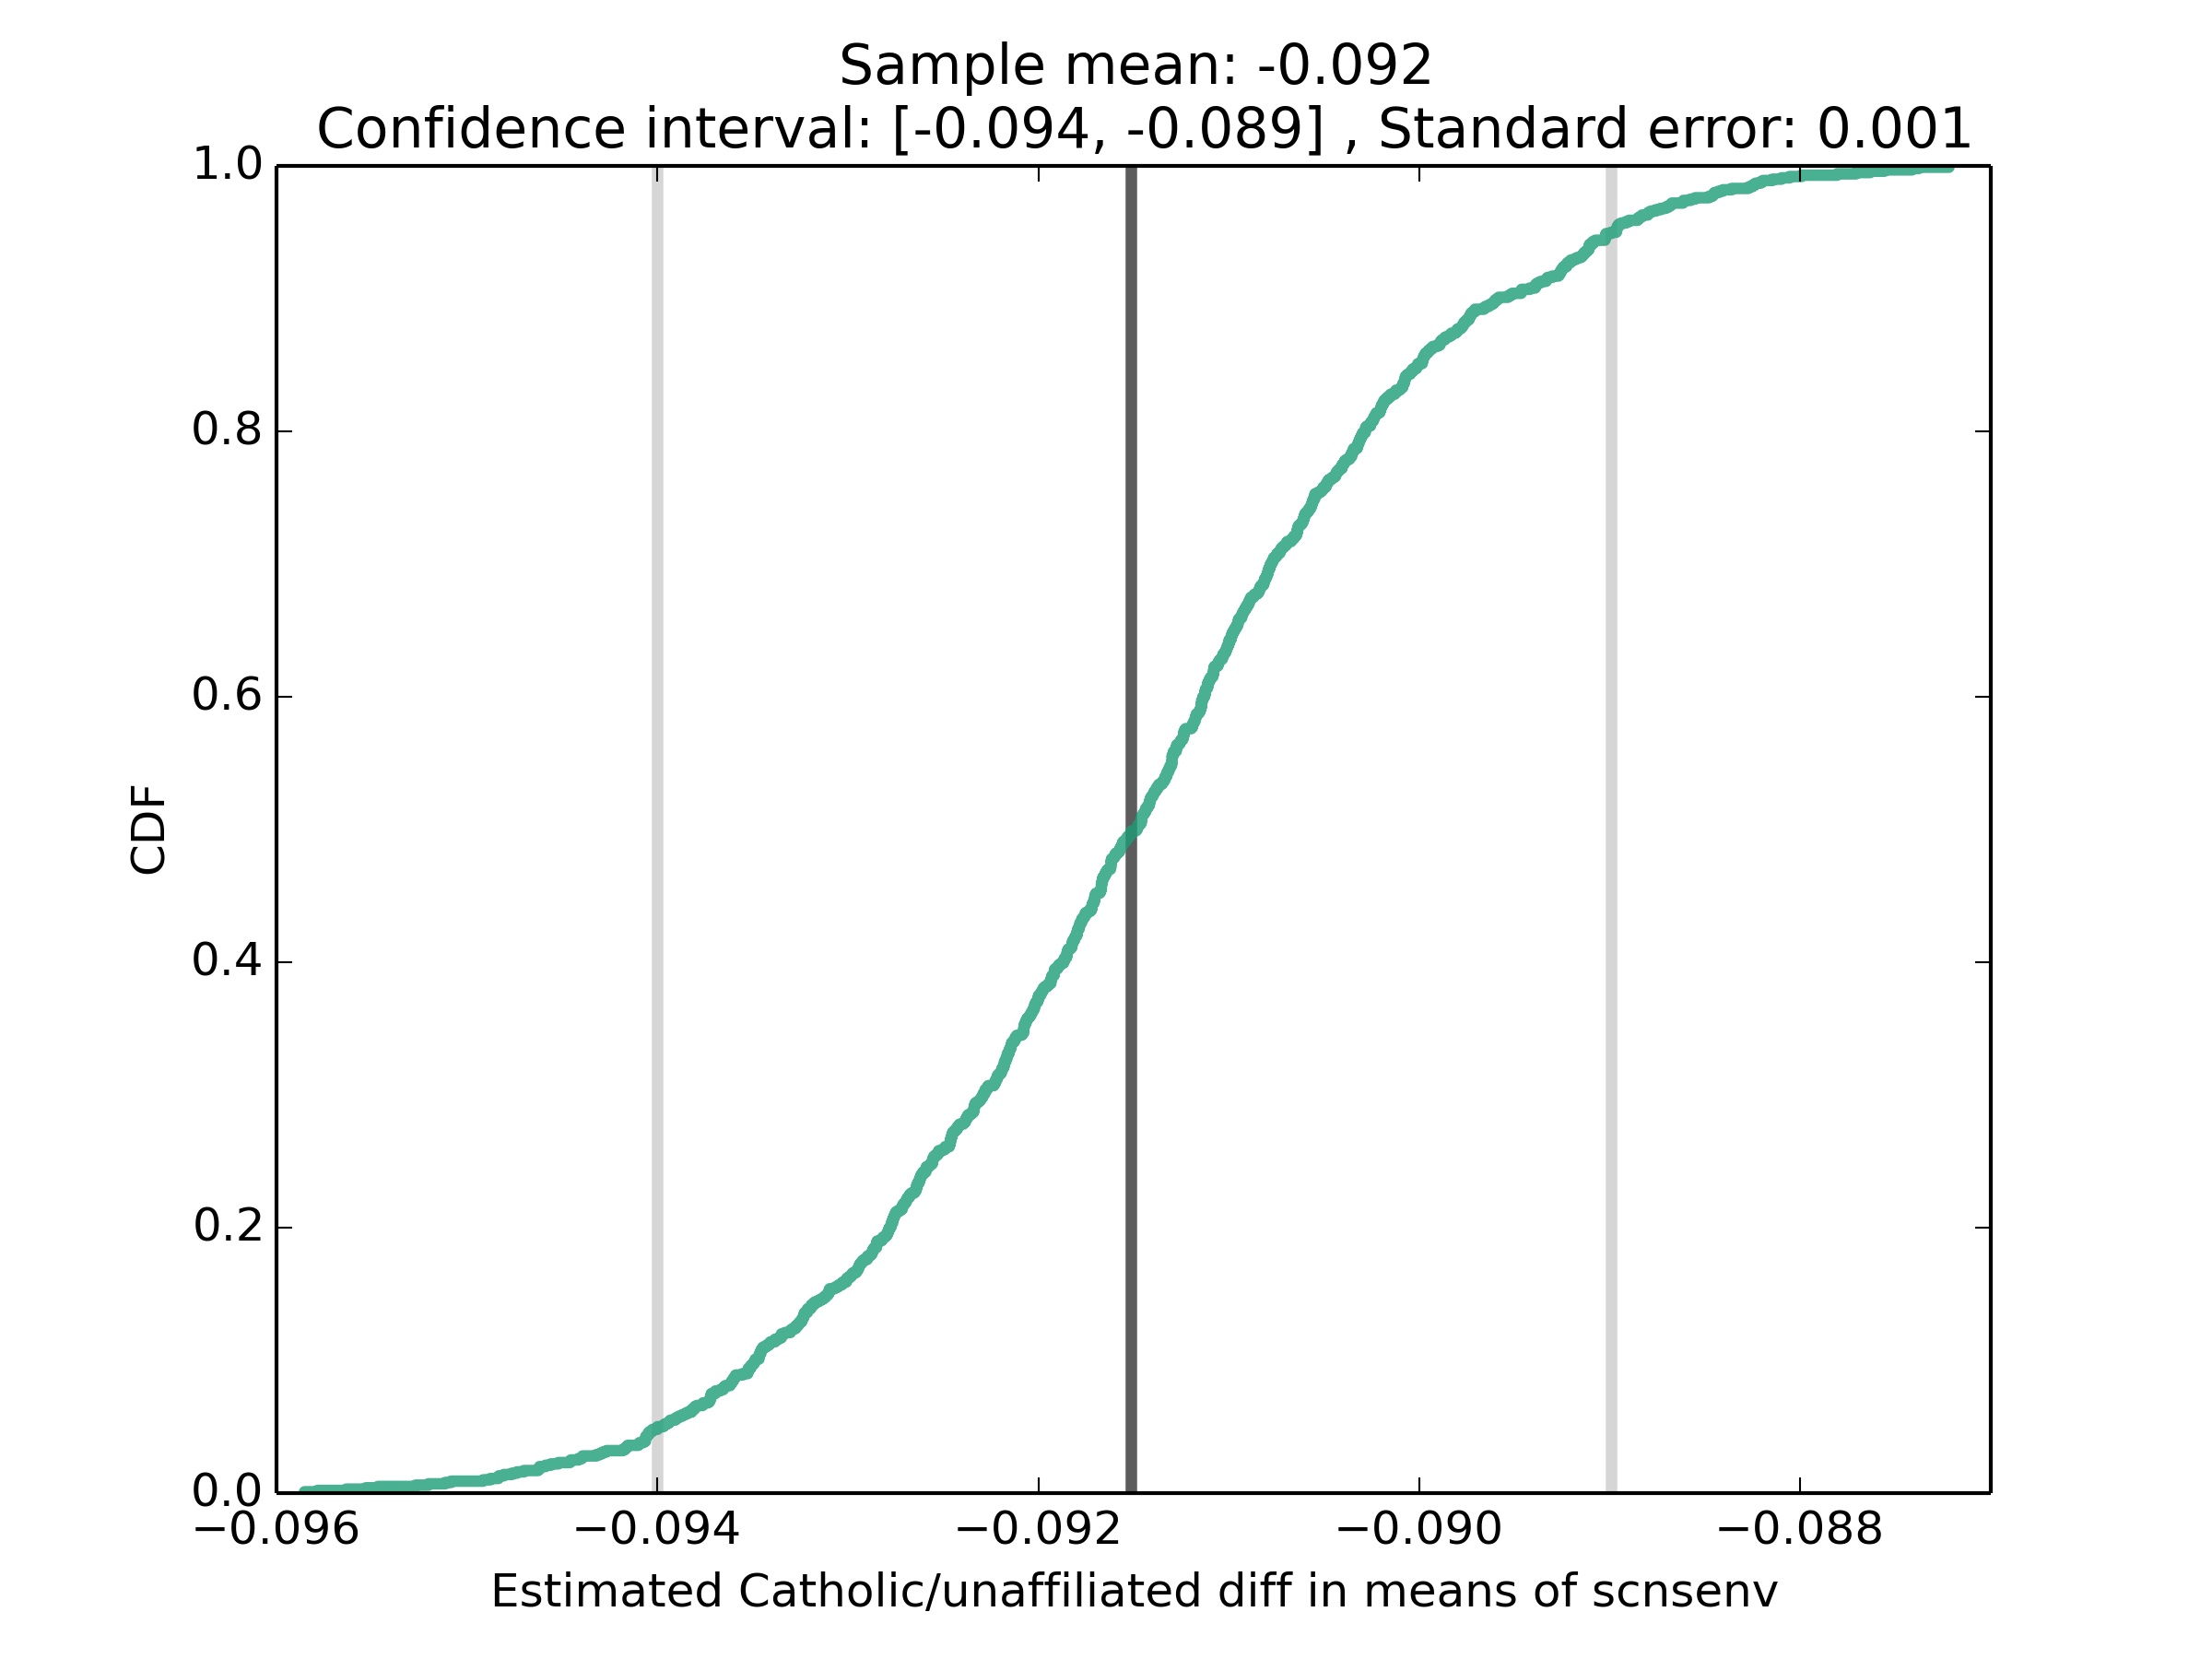 Sample mean: -0.092
Confidence interval: [-0.094, -0.089] , Standard error: 0.001
1.0
0.8
0.6
0.4
0.2
0.0
CDF
−0.096 −0.094 −0.092 −0.090 −0.088
Estimated Catholic/unaffiliated diff in means of scnsenv